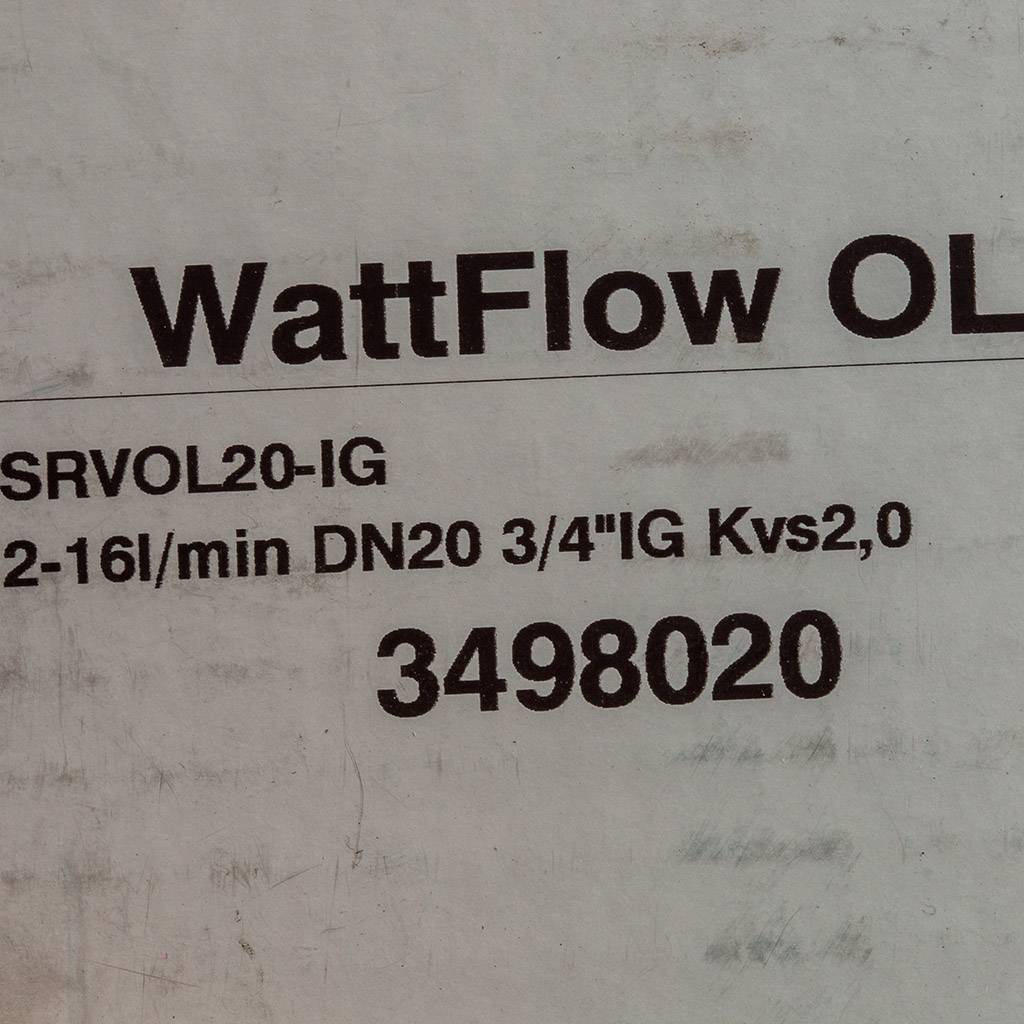 WattFlow OL
SRVOL20-IG
2-16l/min DN20 3/4"IG Kvs2,0
3498020